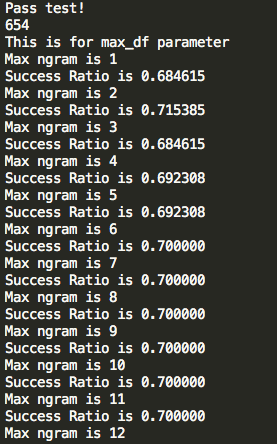 Pass test!
654
This is for max_df parameter
Max ngram is 1
Success Ratio is 0.684615
Max ngram is 2
Success Ratio is 0.715385
Max ngram is 3
Success Ratio is 0.684615
Max ngram is 4
Success Ratio is 0.692308
Max ngram is 5
Success Ratio is 0.692308
Max ngram is 6
Success Ratio is 0.700000
Max ngram is 7
Success Ratio is 0.700000
Max ngram is 8
Success Ratio is 0.700000
Max ngram is 9
Success Ratio is 0.700000
Max ngram is 10
Success Ratio is 0.700000
Max ngram is 11
Success Ratio is 0.700000
Max ngram is 12